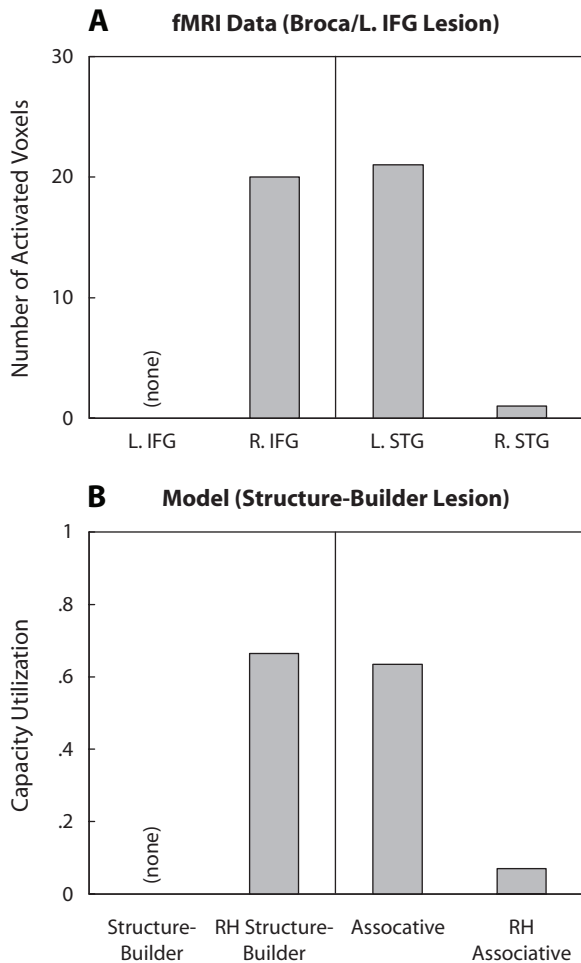 A fMRI Data (Broca/L. IFG Lesion)
Number of Activated Voxels
30
20
10
0
(none)
L. IFG R. IFG L. STG R. STG
B Model (Structure-Builder Lesion)
Capacity Utilization
1
.8
.6
.4
.2
0
(none)
Structure- RH Structure- Assocative RH
Builder Builder Associative